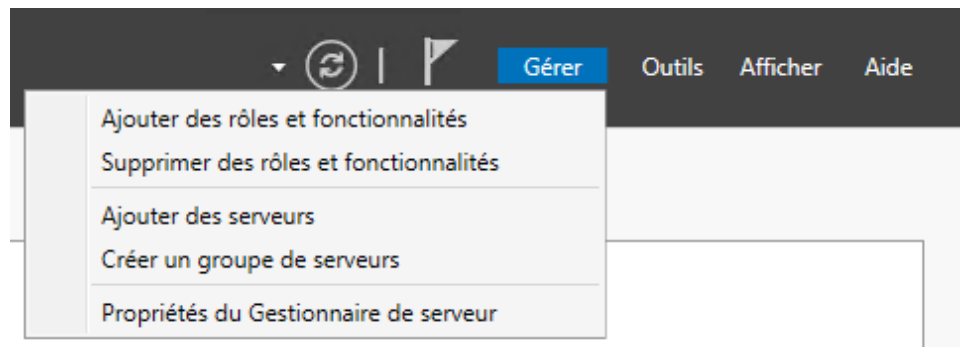 Gérer Outils Afficher Aide
Ajouter des rôles et fonctionnalités
Supprimer des rôles et fonctionnalités
Ajouter des serveurs
Créer un groupe de serveurs
Propriétés du Gestionnaire de serveur